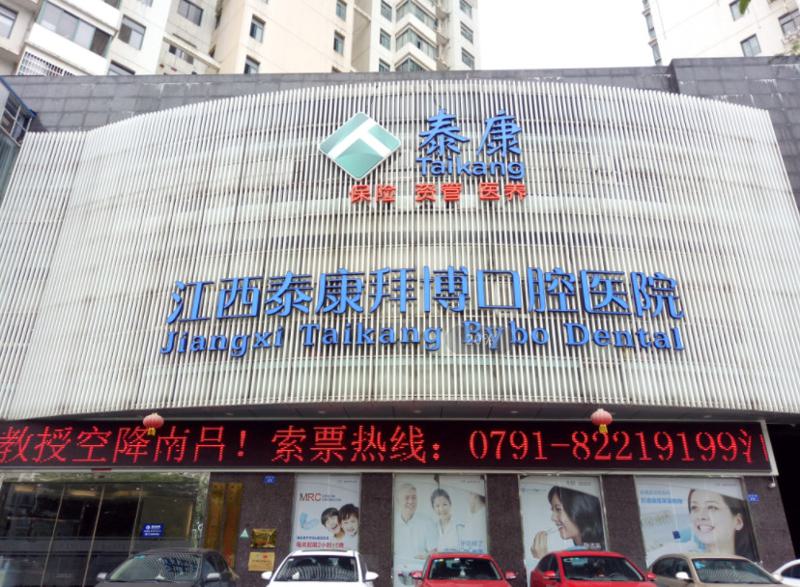 泰康
Taikang
保险 资管 医养
江西泰康拜博口腔医院
Jiangxi Taikang Bybo Dental
教授空降南昌！索票热线：0791-82219199
MRC